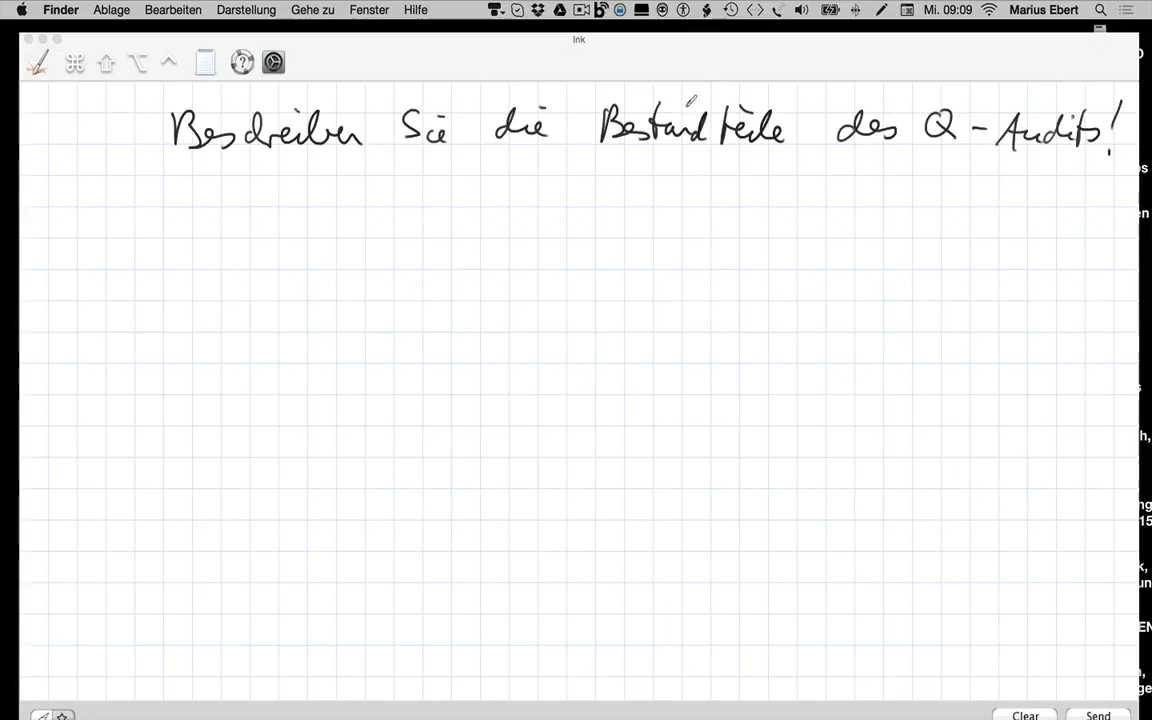 Finder Ablage Bearbeiten Darstellung Gehe zu Fenster Hilfe Mi. 09:09 Marius Ebert
Ink
Beschreiben Sie die Bestandteile des Q-Audits!
Clear Send